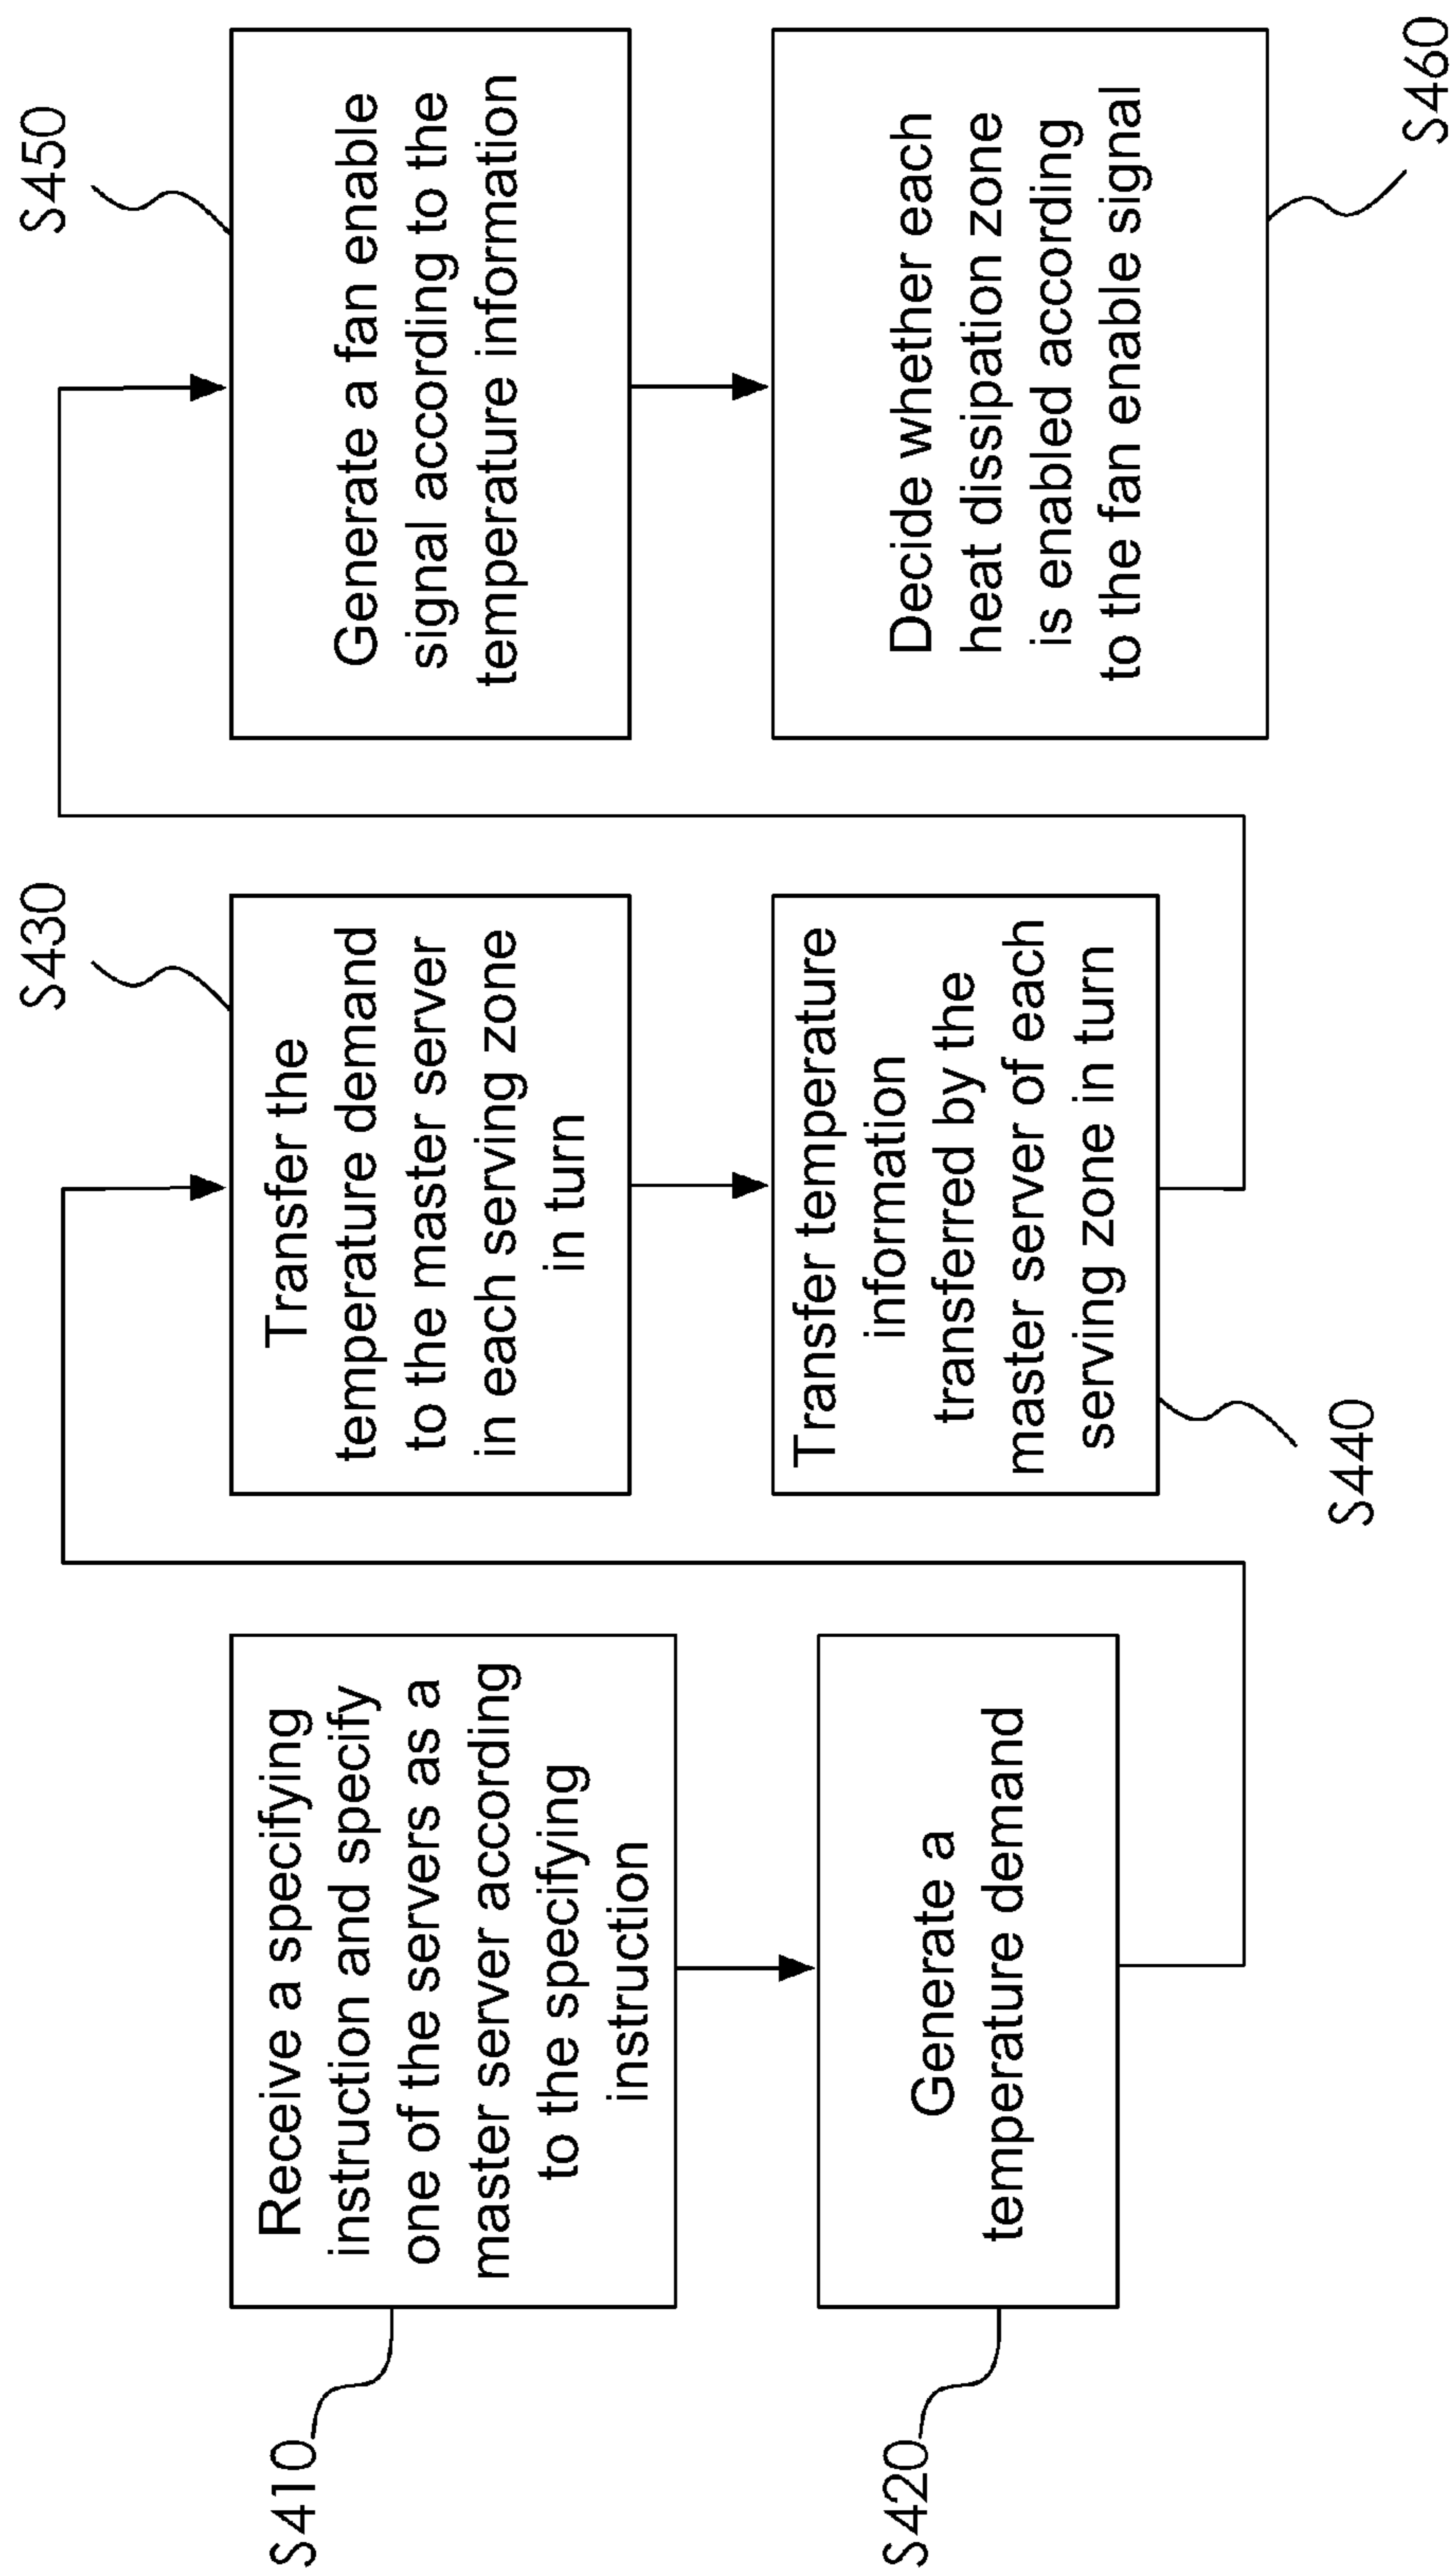 S410
Receive a specifying
instruction and specify
one of the servers as a
master server according
to the specifying
instruction
S420
Generate a
temperature demand
S430
Transfer the
temperature demand
to the master server
in each serving zone
in turn
S440
Transfer temperature
information
transferred by the
master server of each
serving zone in turn
S450
Generate a fan enable
signal according to the
temperature information
S460
Decide whether each
heat dissipation zone
is enabled according
to the fan enable signal